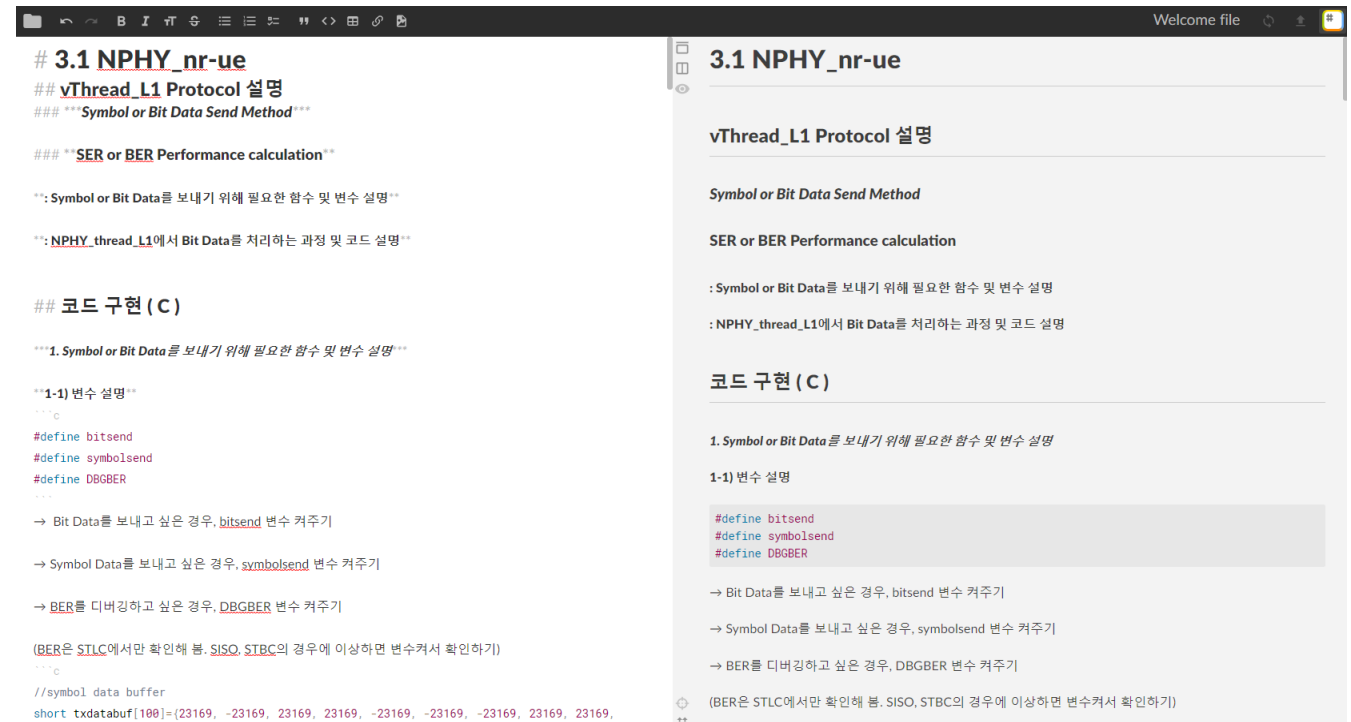 Welcome file
# 3.1 NPHY_nr-ue
## vThread_L1 Protocol 설명
### ***Symbol or Bit Data Send Method***
### **SER or BER Performance calculation**
**: Symbol or Bit Data를 보내기 위해 필요한 함수 및 변수 설명**
**: NPHY_thread_L1에서 Bit Data를 처리하는 과정 및 코드 설명**
## 코드 구현 ( C )
***1. Symbol or Bit Data를 보내기 위해 필요한 함수 및 변수 설명***
**1-1) 변수 설명**
```c
#define bitsend
#define symbolsend
#define DBGBER
```
→ Bit Data를 보내고 싶은 경우, bitsend 변수 켜주기
→ Symbol Data를 보내고 싶은 경우, symbolsend 변수 켜주기
→ BER를 디버깅하고 싶은 경우, DBGBER 변수 켜주기
(BER은 STLC에서만 확인해 봄. SISO, STBC의 경우에 이상하면 변수켜서 확인하기)
```c
//symbol data buffer
short txdatabuf[100]={23169, -23169, 23169, 23169, -23169, -23169, -23169, 23169, 23169,
3.1 NPHY_nr-ue
vThread_L1 Protocol 설명
Symbol or Bit Data Send Method
SER or BER Performance calculation
: Symbol or Bit Data를 보내기 위해 필요한 함수 및 변수 설명
: NPHY_thread_L1에서 Bit Data를 처리하는 과정 및 코드 설명
코드 구현 ( C )
1. Symbol or Bit Data를 보내기 위해 필요한 함수 및 변수 설명
1-1) 변수 설명
#define bitsend
#define symbolsend
#define DBGBER
→ Bit Data를 보내고 싶은 경우, bitsend 변수 켜주기
→ Symbol Data를 보내고 싶은 경우, symbolsend 변수 켜주기
→ BER를 디버깅하고 싶은 경우, DBGBER 변수 켜주기
(BER은 STLC에서만 확인해 봄. SISO, STBC의 경우에 이상하면 변수켜서 확인하기)